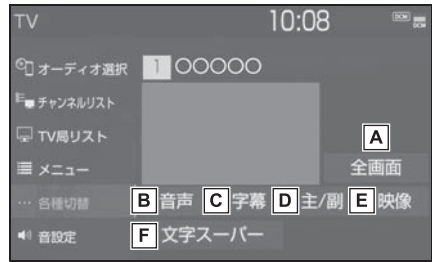 TV 10:08 DCM
オーディオ選択 1 〇〇〇〇〇
チャンネルリスト
TV局リスト
A
メニュー 全画面
… 各種切替 B 音声 C 字幕 D 主/副 E 映像
音設定 F 文字スーパー